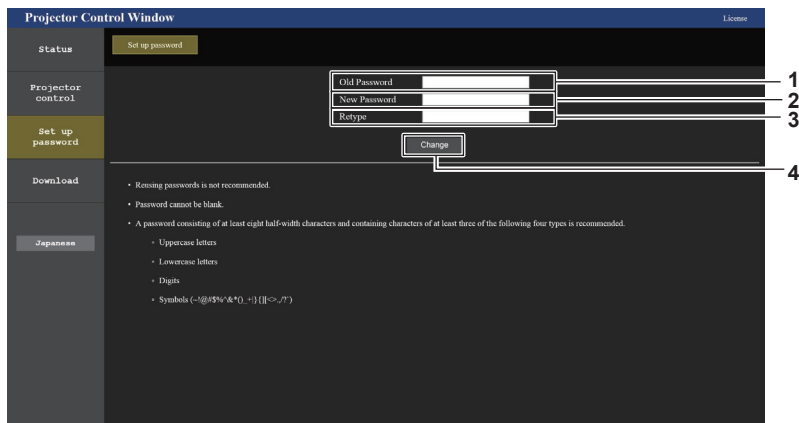 Projector Control Window
License
Status
Set up password
Projector
control
Set up
password
Download
Japanese
Old Password
New Password
Retype
Change
1
2
3
4
• Reusing passwords is not recommended.
• Password cannot be blank.
• A password consisting of at least eight half-width characters and containing characters of at least three of the following four types is recommended.
Uppercase letters
Lowercase letters
Digits
Symbols (~!@#$%^&*()_+|}{][<>.,/?`)